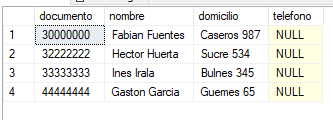 documento nombre domicilio telefono
1 30000000 Fabian Fuentes Caseros 987 NULL
2 32222222 Hector Huerta Sucre 534 NULL
3 33333333 Ines Irala Bulnes 345 NULL
4 44444444 Gaston Garcia Guemes 65 NULL